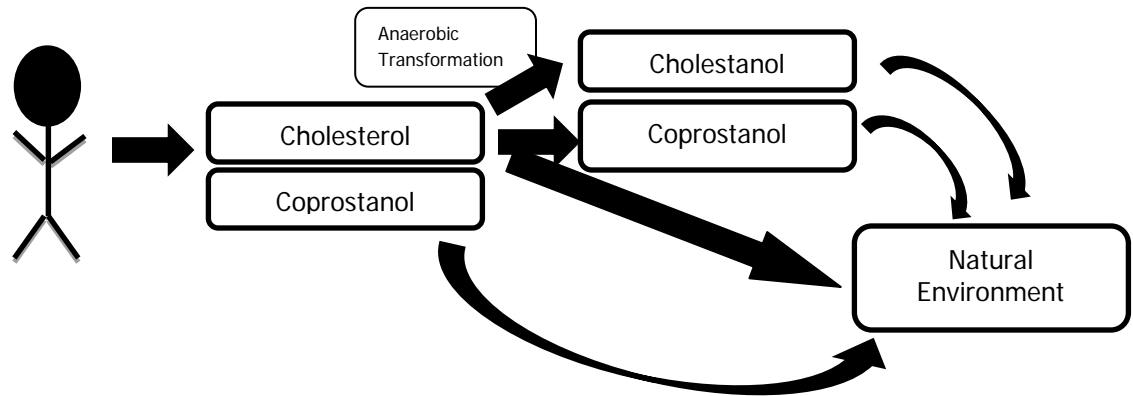 Anaerobic
Transformation
Cholestanol
Cholesterol
Coprostanol
Coprostanol
Natural
Environment